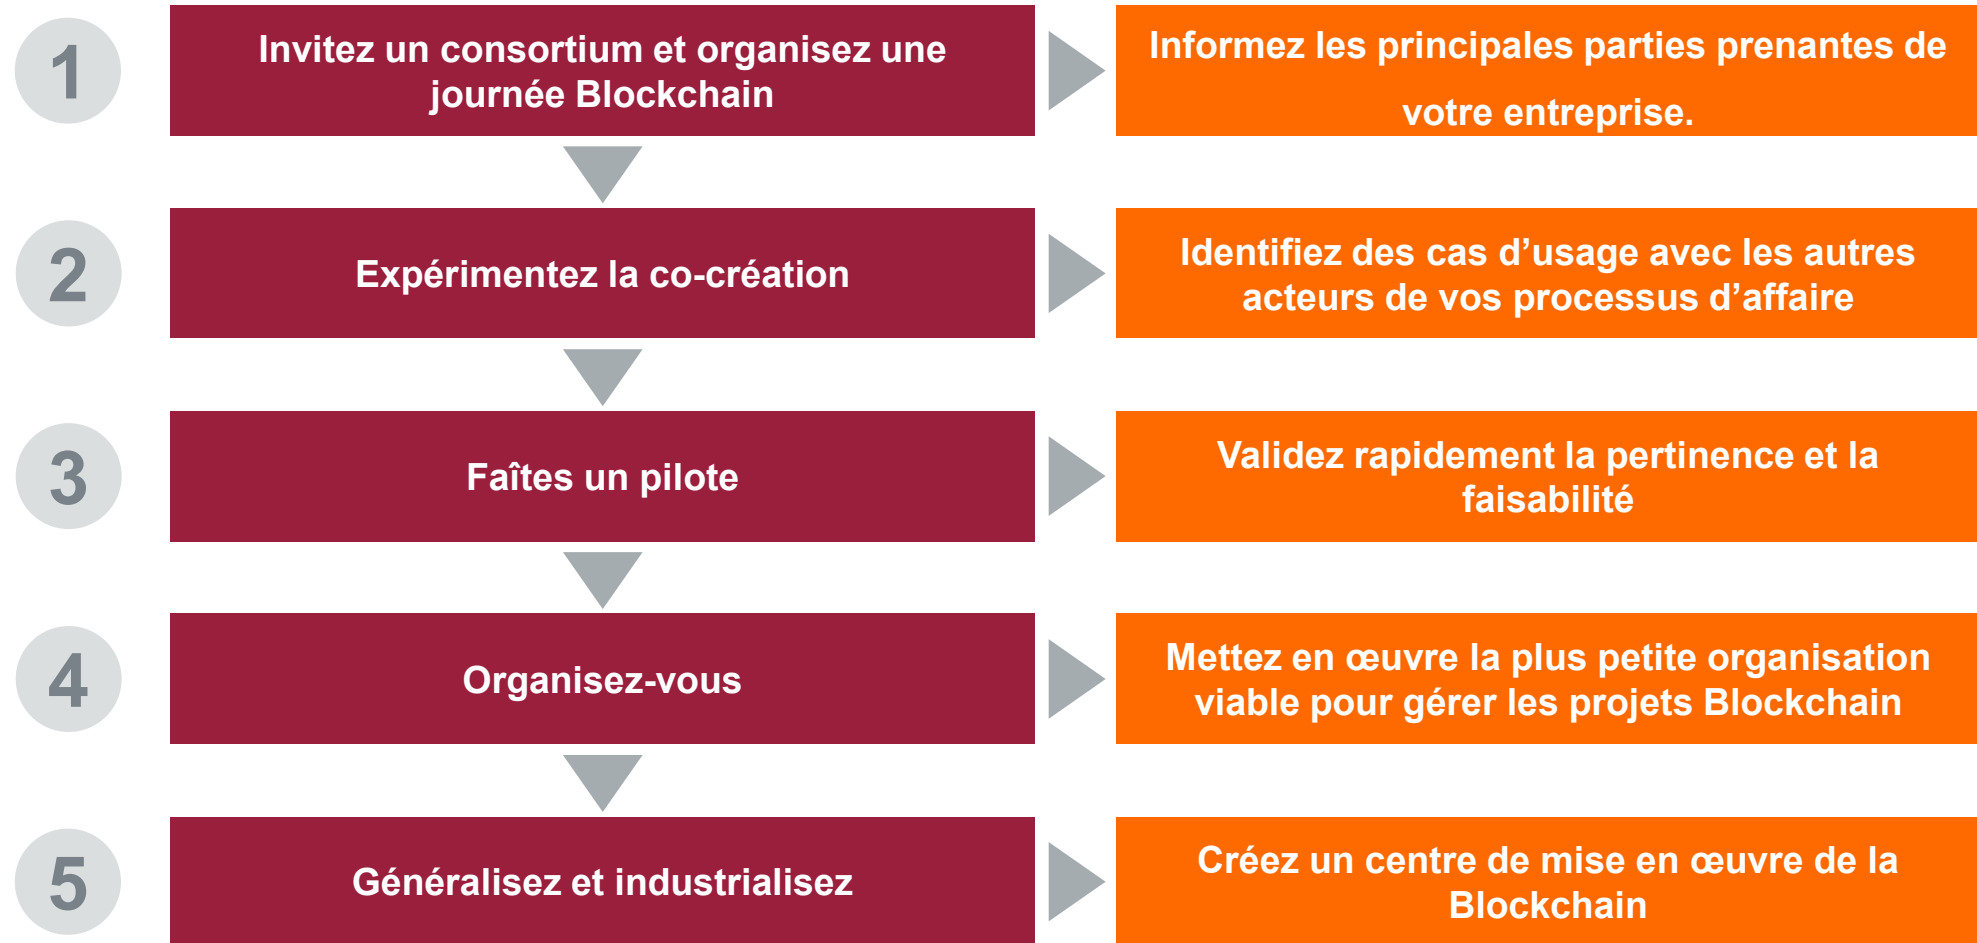 1
Invitez un consortium et organisez une
journée Blockchain
Informez les principales parties prenantes de
votre entreprise.
2
Expérimentez la co-création
Identifiez des cas d’usage avec les autres
acteurs de vos processus d’affaire
3
Faîtes un pilote
Validez rapidement la pertinence et la
faisabilité
4
Organisez-vous
Mettez en œuvre la plus petite organisation
viable pour gérer les projets Blockchain
5
Généralisez et industrialisez
Créez un centre de mise en œuvre de la
Blockchain